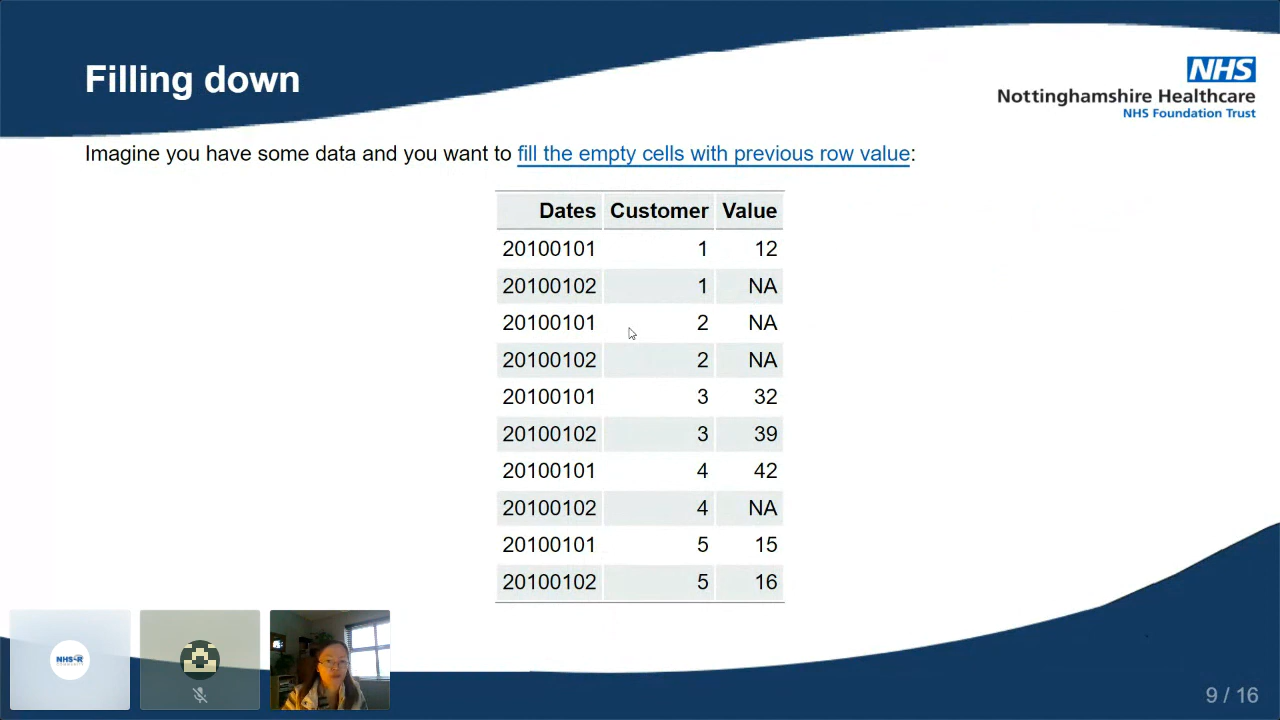 Filling down
NHS
Nottinghamshire Healthcare
NHS Foundation Trust
Imagine you have some data and you want to fill the empty cells with previous row value:
Dates Customer Value
20100101 1 12
20100102 1 NA
20100101 2 NA
20100102 2 NA
20100101 3 32
20100102 3 39
20100101 4 42
20100102 4 NA
20100101 5 15
20100102 5 16
NHS-R
9 / 16